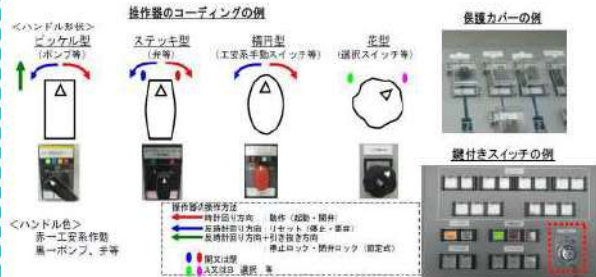 操作器のコーディングの例
<ハンドル形状>
ピッケル型
(ポンプ等)
ステッキ型
(弁等)
楕円型
(工安系手動スイッチ等)
花型
(選択スイッチ等)
<ハンドル色>
赤ー工安系作動
黒ーポンプ、弁等
操作器の操作方法
時計回り方向 : 動作(起動・開弁)
反時計回り方向 : リセット(停止・閉弁)
反時計回り方向+引き抜き方向
停止ロック・閉弁ロック(固定式)
開又は閉
A又はB 選択 等
保護カバーの例
鍵付きスイッチの例